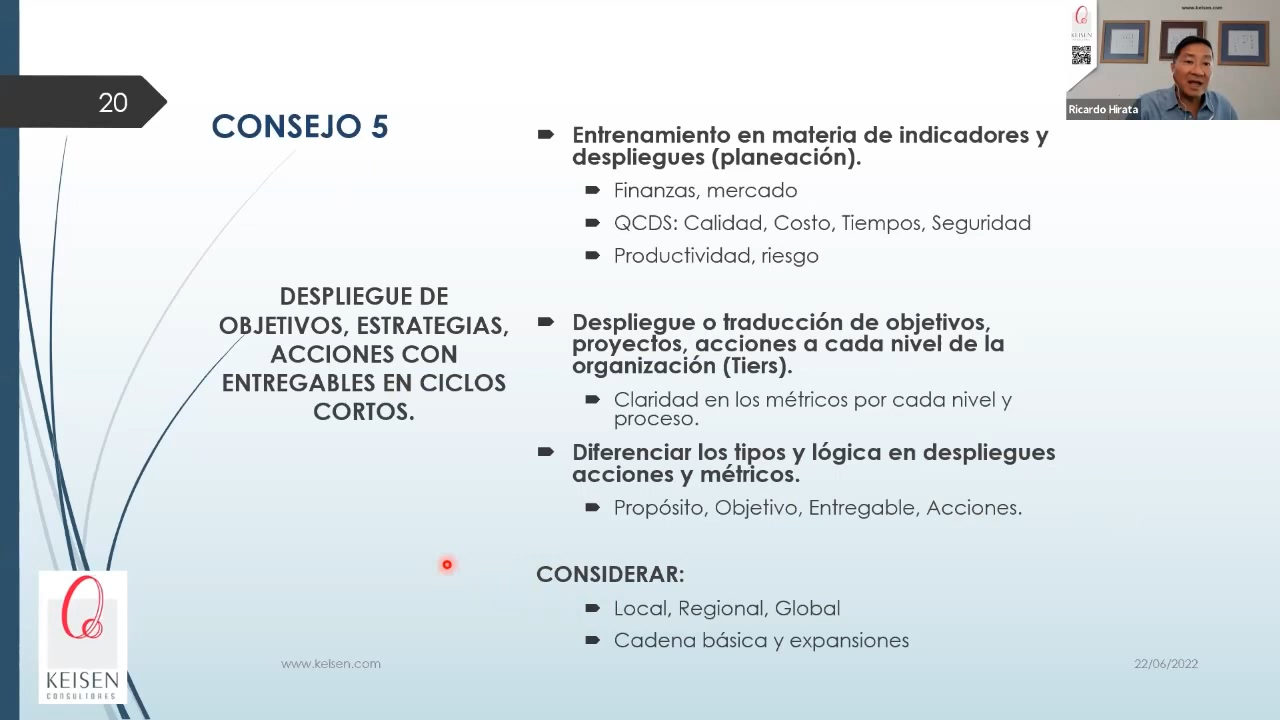 www.keisen.com
KEISEN
Ricardo Hirata
20
CONSEJO 5
DESPLIEGUE DE
OBJETIVOS, ESTRATEGIAS,
ACCIONES CON
ENTREGABLES EN CICLOS
CORTOS.
Entrenamiento en materia de indicadores y
despliegues (planeación).
Finanzas, mercado
QCDS: Calidad, Costo, Tiempos, Seguridad
Productividad, riesgo
Despliegue o traducción de objetivos,
proyectos, acciones a cada nivel de la
organización (Tiers).
Claridad en los métricos por cada nivel y
proceso.
Diferenciar los tipos y lógica en despliegues
acciones y métricos.
Propósito, Objetivo, Entregable, Acciones.
CONSIDERAR:
Local, Regional, Global
Cadena básica y expansiones
KEISEN
CONSULTORES
www.keisen.com
22/06/2022